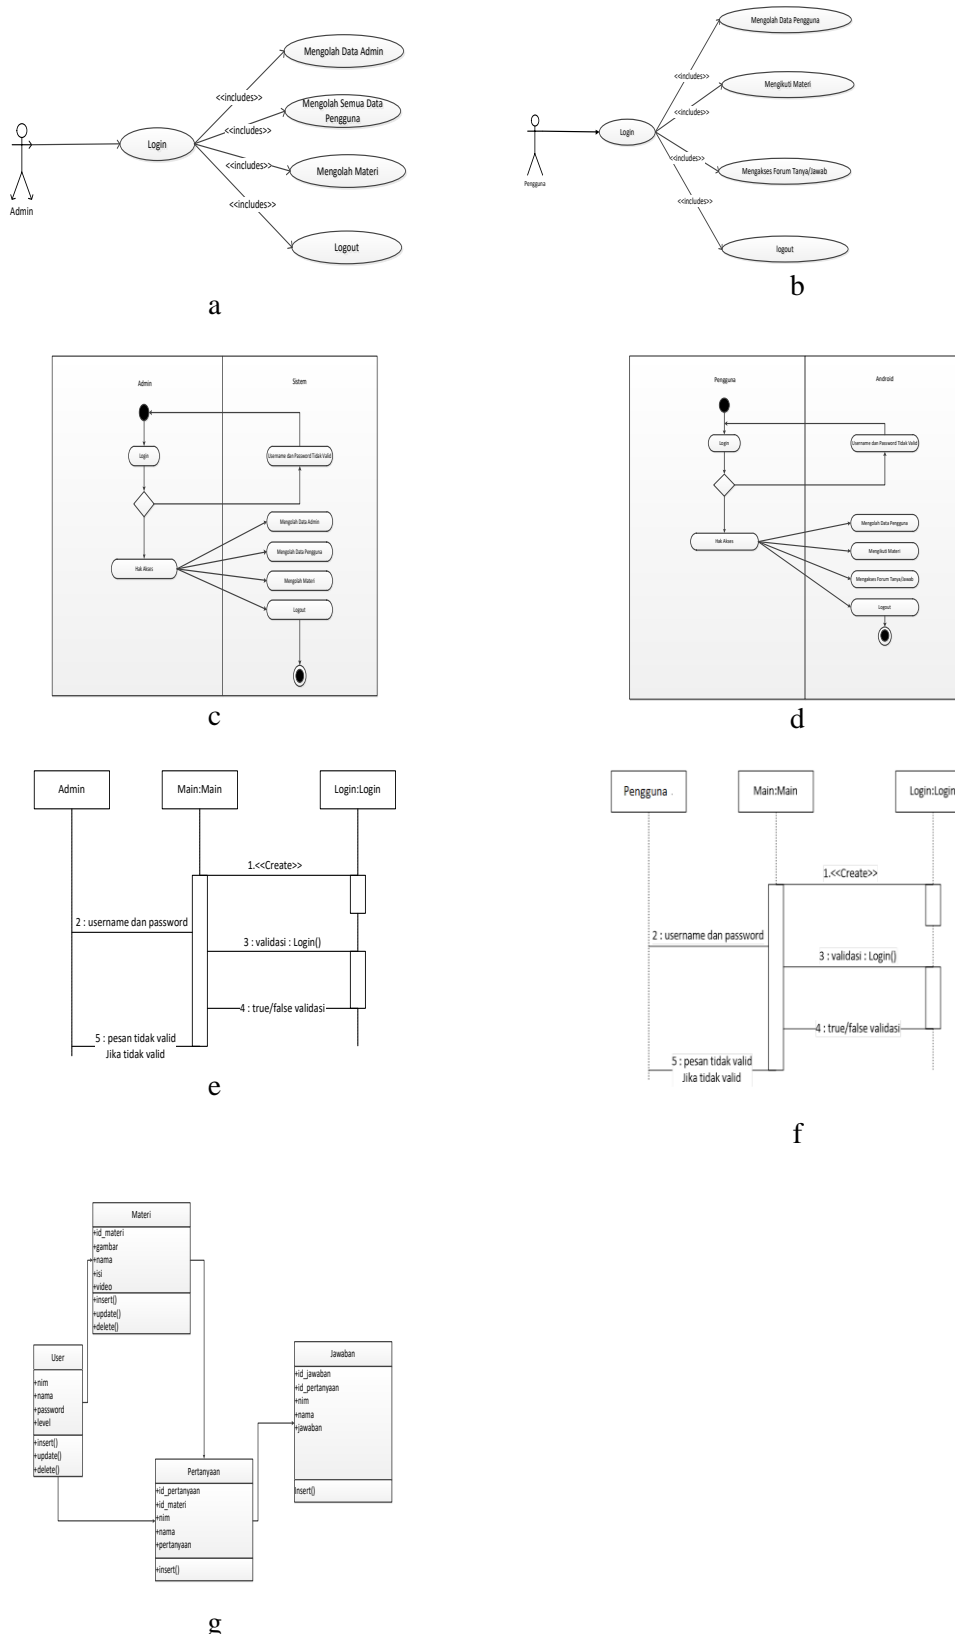 Mengolah Data Admin
<<includes>>
Mengolah Semua Data
Pengguna
<<includes>>
Login
<<includes>>
Mengolah Materi
<<includes>>
Admin
Logout
a
Mengolah Data Pengguna
<<includes>>
Mengikuti Materi
<<includes>>
Login
<<includes>>
Mengakses Forum Tanya/Jawab
Pengguna
<<includes>>
logout
b
Admin
Sistem
Login
Username dan Password Tidak Valid
Mengolah Data Admin
Mengolah Data Pengguna
Hak Akses
Mengolah Materi
Logout
c
Pengguna
Android
Login
Username dan Password Tidak Valid
Mengolah Data Pengguna
Hak Akses
Mengikuti Materi
Mengakses Forum Tanya/Jawab
Logout
d
Admin
Main:Main
Login:Login
1.<<Create>>
2 : username dan password
3 : validasi : Login()
4 : true/false validasi
5 : pesan tidak valid
Jika tidak valid
e
Pengguna
Main:Main
Login:Login
1.<<Create>>
2 : username dan password
3 : validasi : Login()
4 : true/false validasi
5 : pesan tidak valid
Jika tidak valid
f
Materi
+id_materi
+gambar
+nama
+isi
+video
+insert()
+update()
+delete()
User
+nim
+nama
+password
+level
+insert()
+update()
+delete()
Jawaban
+id_jawaban
+id_pertanyaan
+nim
+nama
+jawaban
Insert()
Pertanyaan
+id_pertanyaan
+id_materi
+nim
+nama
+pertanyaan
+insert()
g